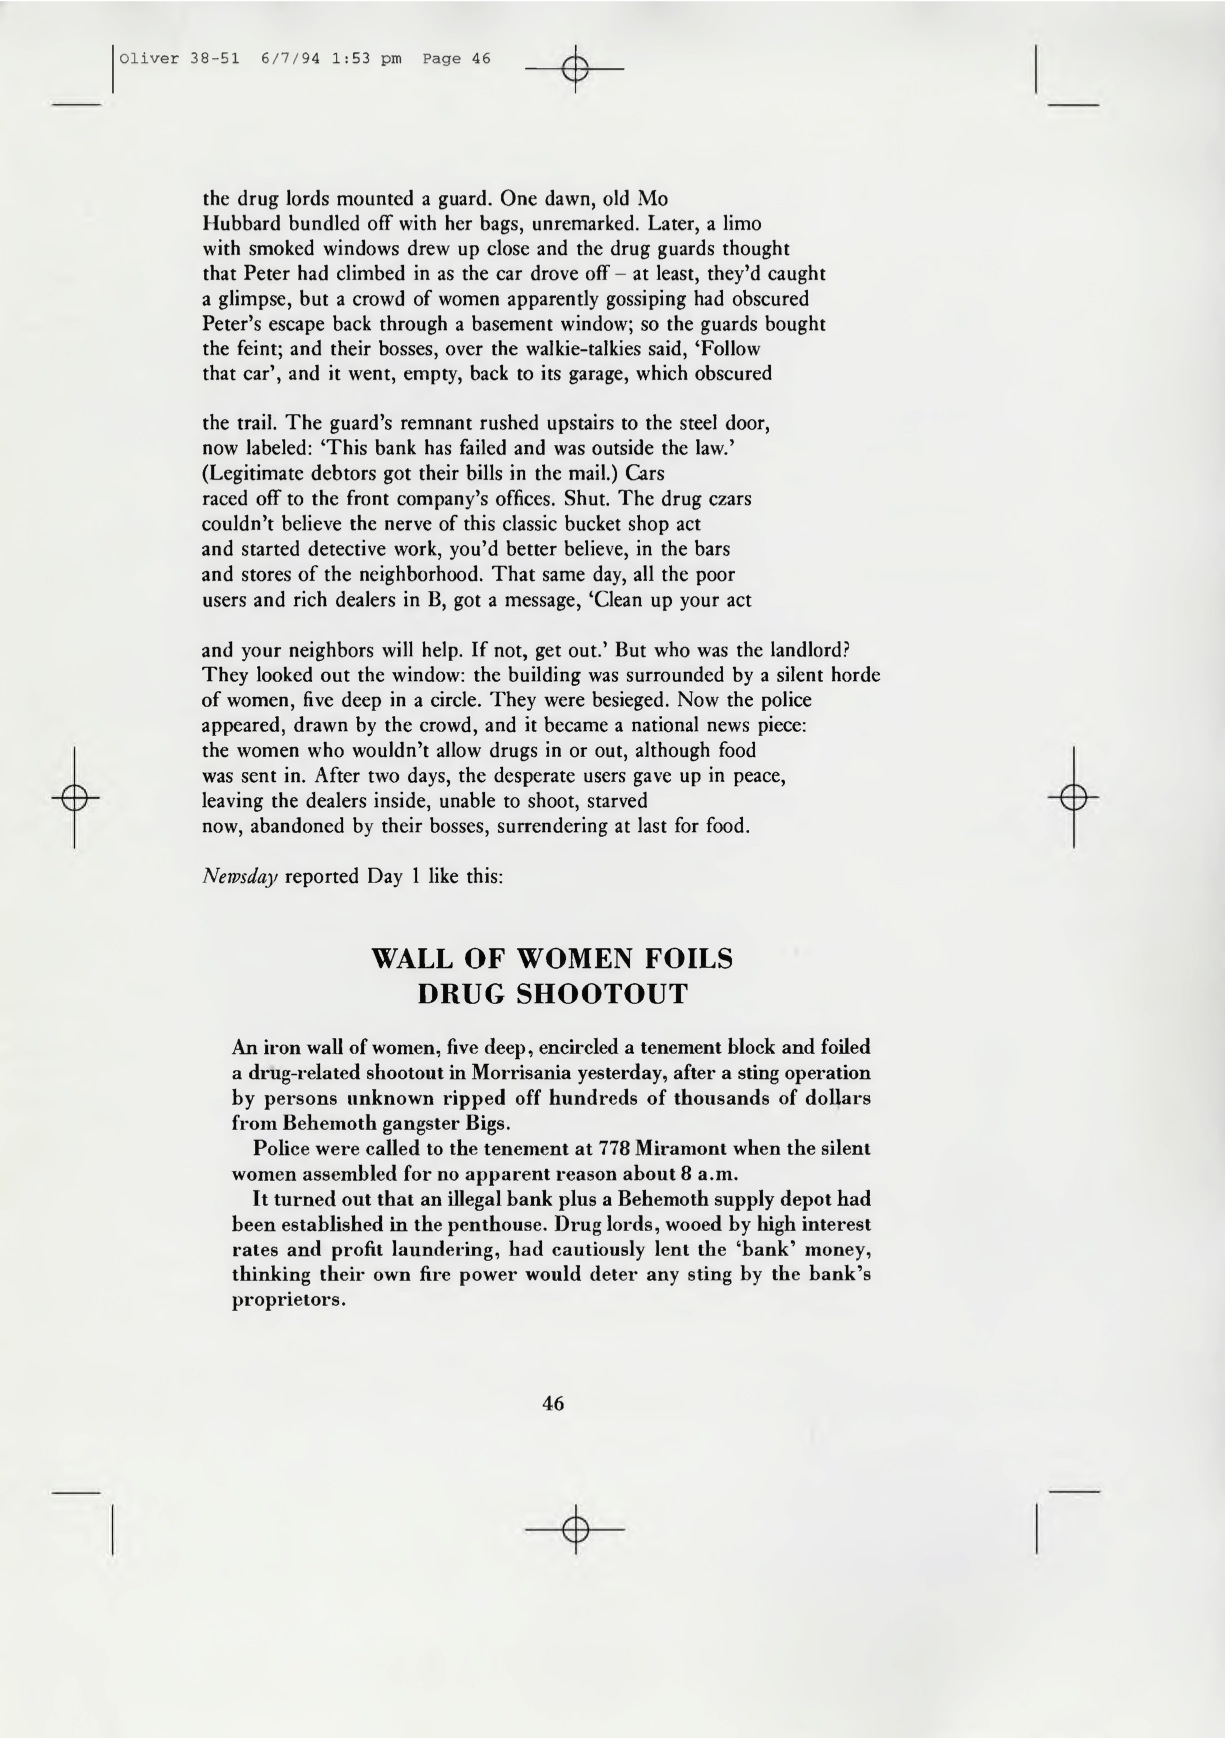 Oliver 38-51 6/7/94 1:53 pm Page 46
the drug lords mounted a guard. One dawn, old Mo
Hubbard bundled off with her bags, unremarked. Later, a limo
with smoked windows drew up close and the drug guards thought
that Peter had climbed in as the car drove off – at least, they'd caught
a glimpse, but a crowd of women apparently gossiping had obscured
Peter's escape back through a basement window; so the guards bought
the feint; and their bosses, over the walkie-talkies said, ‘Follow
that car’, and it went, empty, back to its garage, which obscured
the trail. The guard's remnant rushed upstairs to the steel door,
now labeled: ‘This bank has failed and was outside the law.’
(Legitimate debtors got their bills in the mail.) Cars
raced off to the front company's offices. Shut. The drug czars
couldn't believe the nerve of this classic bucket shop act
and started detective work, you'd better believe, in the bars
and stores of the neighborhood. That same day, all the poor
users and rich dealers in B, got a message, ‘Clean up your act
and your neighbors will help. If not, get out.’ But who was the landlord?
They looked out the window: the building was surrounded by a silent horde
of women, five deep in a circle. They were besieged. Now the police
appeared, drawn by the crowd, and it became a national news piece:
the women who wouldn't allow drugs in or out, although food
was sent in. After two days, the desperate users gave up in peace,
leaving the dealers inside, unable to shoot, starved
now, abandoned by their bosses, surrendering at last for food.
Newsday reported Day 1 like this:
WALL OF WOMEN FOILS
DRUG SHOOTOUT
An iron wall of women, five deep, encircled a tenement block and foiled
a drug-related shootout in Morrisania yesterday, after a sting operation
by persons unknown ripped off hundreds of thousands of dollars
from Behemoth gangster Bigs.
Police were called to the tenement at 778 Miramont when the silent
women assembled for no apparent reason about 8 a.m.
It turned out that an illegal bank plus a Behemoth supply depot had
been established in the penthouse. Drug lords, wooed by high interest
rates and profit laundering, had cautiously lent the ‘bank’ money,
thinking their own fire power would deter any sting by the bank's
proprietors.
46